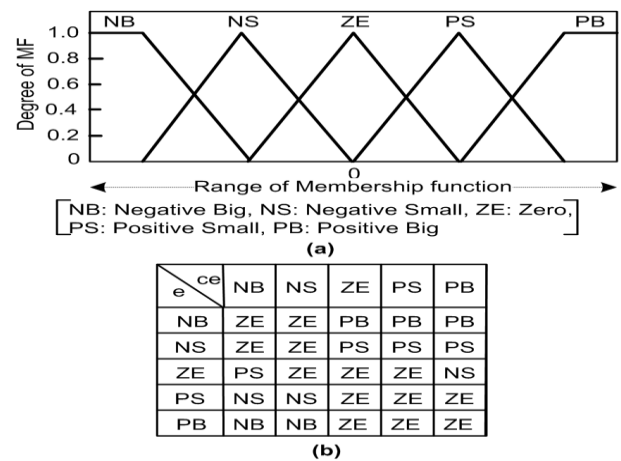 NB NS ZE PS PB
Degree of MF
1.0
0.8
0.6
0.4
0.2
0
0
Range of Membership function
NB: Negative Big, NS: Negative Small, ZE: Zero,
PS: Positive Small, PB: Positive Big
(a)
e ce NB NS ZE PS PB
NB ZE ZE PB PB PB
NS ZE ZE PS PS PS
ZE PS ZE ZE ZE NS
PS NS NS ZE ZE ZE
PB NB NB ZE ZE ZE
(b)